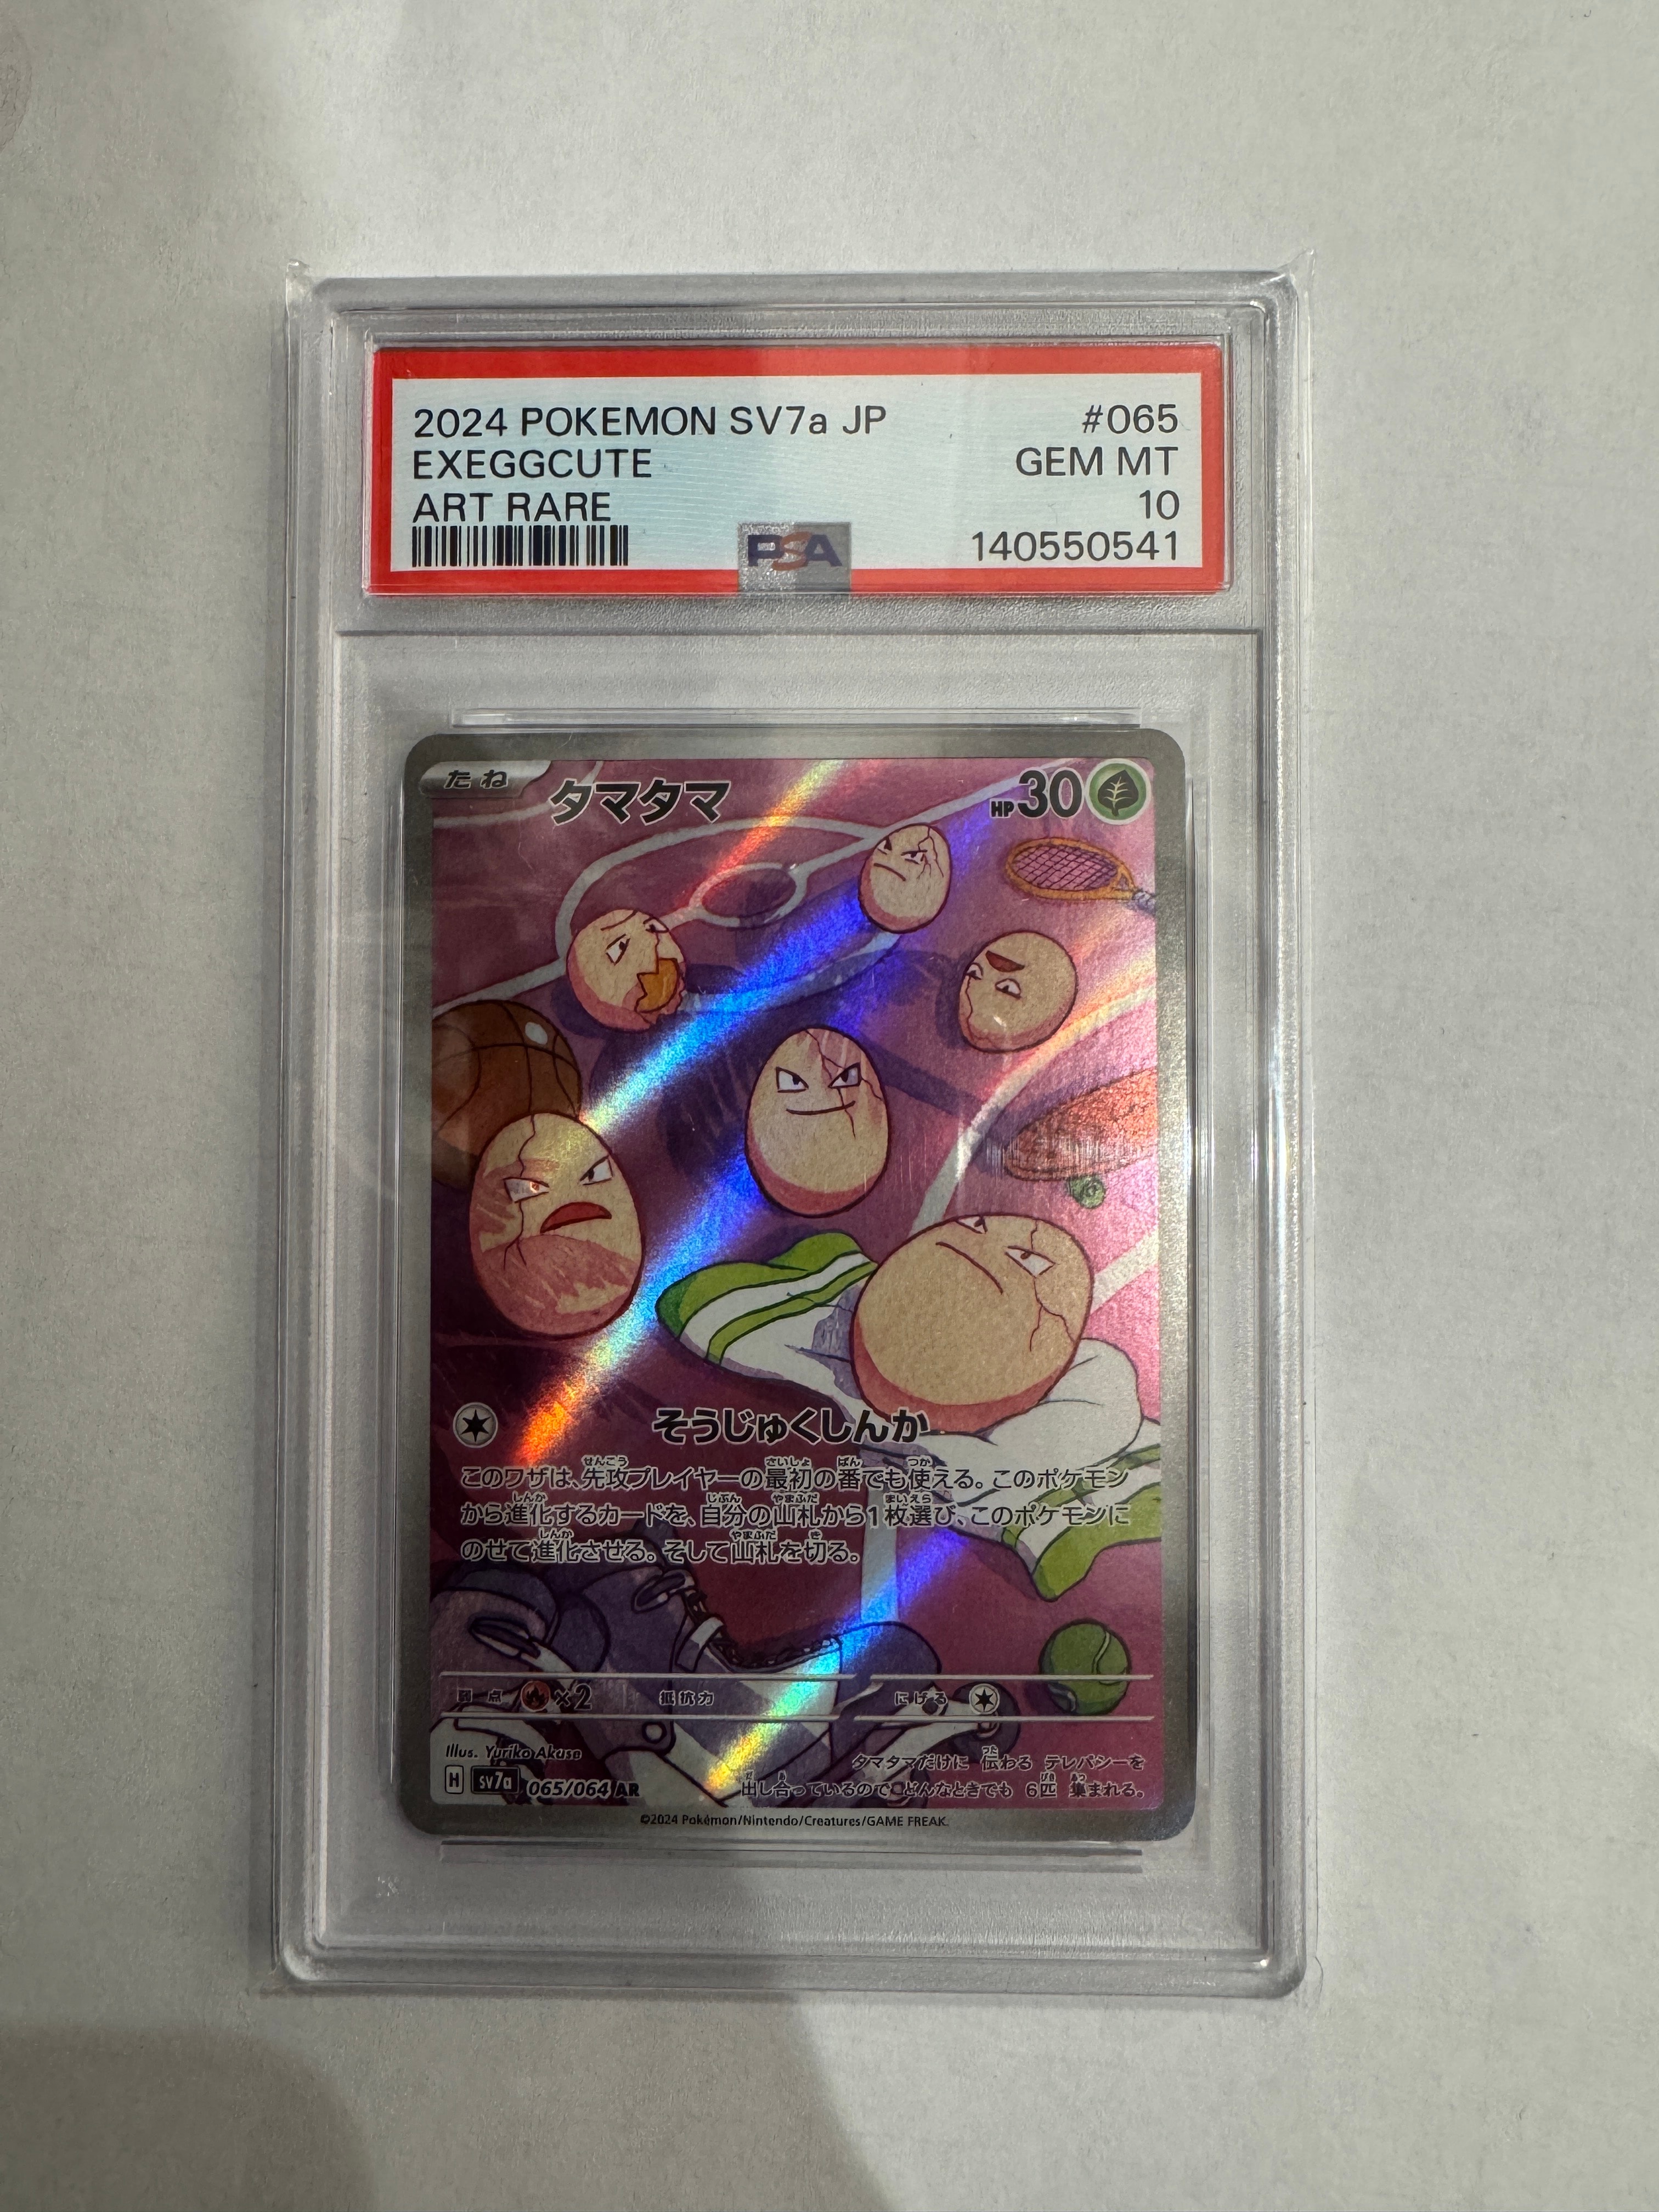 2024 POKEMON SV7a JP #065
EXEGGCUTE GEM MT
ART RARE 10
PSA 140550541
たね タマタマ HP30
そうじゅくしんか
このワザは、先攻プレイヤーの最初の番でも使える。このポケモン
から進化するカードを、自分の山札から1枚選び、このポケモンに
のせて進化させる。そして山札を切る。
弱点 ×2 抵抗力 にげる
Illus. Yuriko Akase
タマタマだけに 伝わる テレパシーを
H sv7a 065/064 AR 出し合っているので どんなときでも 6匹 集まれる。
©2024 Pokémon/Nintendo/Creatures/GAME FREAK.